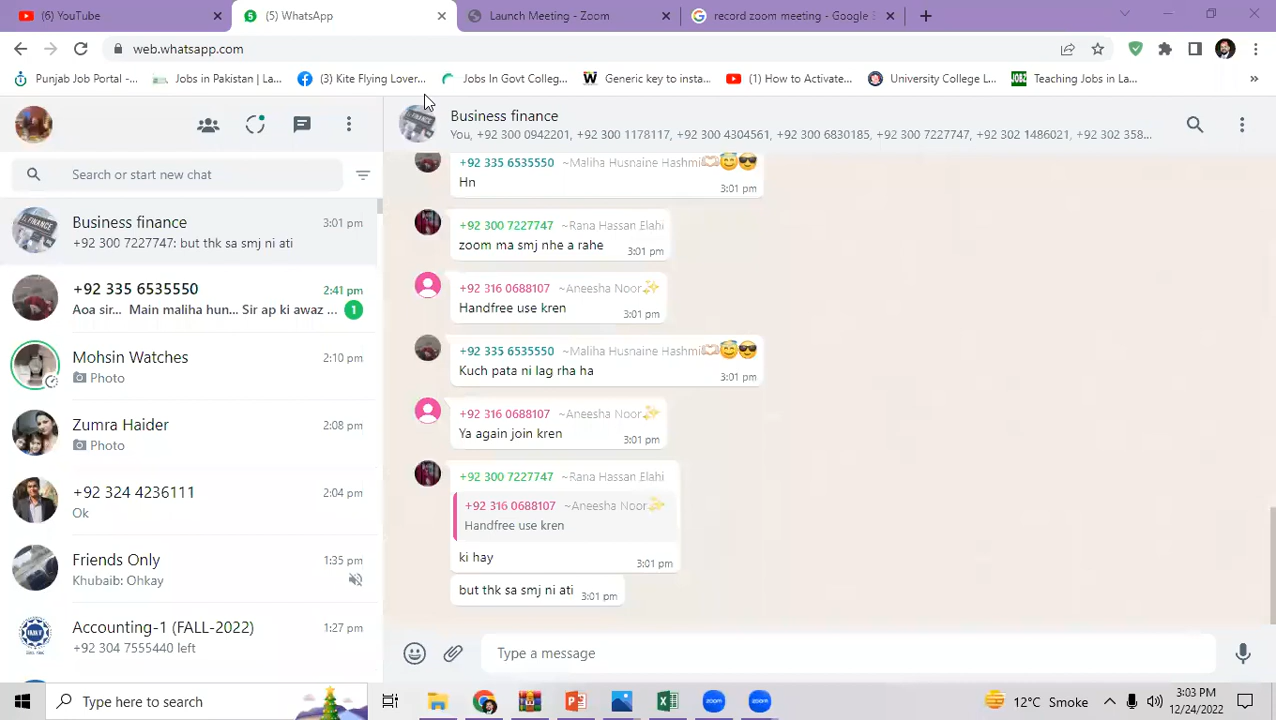 (6) YouTube
(5) WhatsApp
Launch Meeting - Zoom
record zoom meeting - Google S
web.whatsapp.com
Punjab Job Portal -...
Jobs in Pakistan | La...
(3) Kite Flying Lover...
Jobs In Govt Colleg...
Generic key to insta...
(1) How to Activate...
University College L...
Teaching Jobs in La...
Business finance
You, +92 300 0942201, +92 300 1178117, +92 300 4304561, +92 300 6830185, +92 300 7227747, +92 302 1486021, +92 302 358...
Search or start new chat
Business finance 3:01 pm
+92 300 7227747: but thk sa smj ni ati
+92 335 6535550 2:41 pm
Aoa sir... Main maliha hun... Sir ap ki awaz ... 1
Mohsin Watches 2:10 pm
Photo
Zumra Haider 2:08 pm
Photo
+92 324 4236111 2:04 pm
Ok
Friends Only 1:35 pm
Khubaib: Ohkay
Accounting-1 (FALL-2022) 1:27 pm
+92 304 7555440 left
+92 335 6535550 ~Maliha Husnaine Hashmi🫶🏻😇😎
Hn 3:01 pm
+92 300 7227747 ~Rana Hassan Elahi
zoom ma smj nhe a rahe 3:01 pm
+92 316 0688107 ~Aneesha Noor✨
Handfree use kren 3:01 pm
+92 335 6535550 ~Maliha Husnaine Hashmi🫶🏻😇😎
Kuch pata ni lag rha ha 3:01 pm
+92 316 0688107 ~Aneesha Noor✨
Ya again join kren 3:01 pm
+92 300 7227747 ~Rana Hassan Elahi
+92 316 0688107 ~Aneesha Noor✨
Handfree use kren
ki hay 3:01 pm
but thk sa smj ni ati 3:01 pm
Type a message
Type here to search
zoom
zoom
12°C Smoke
3:03 PM
12/24/2022